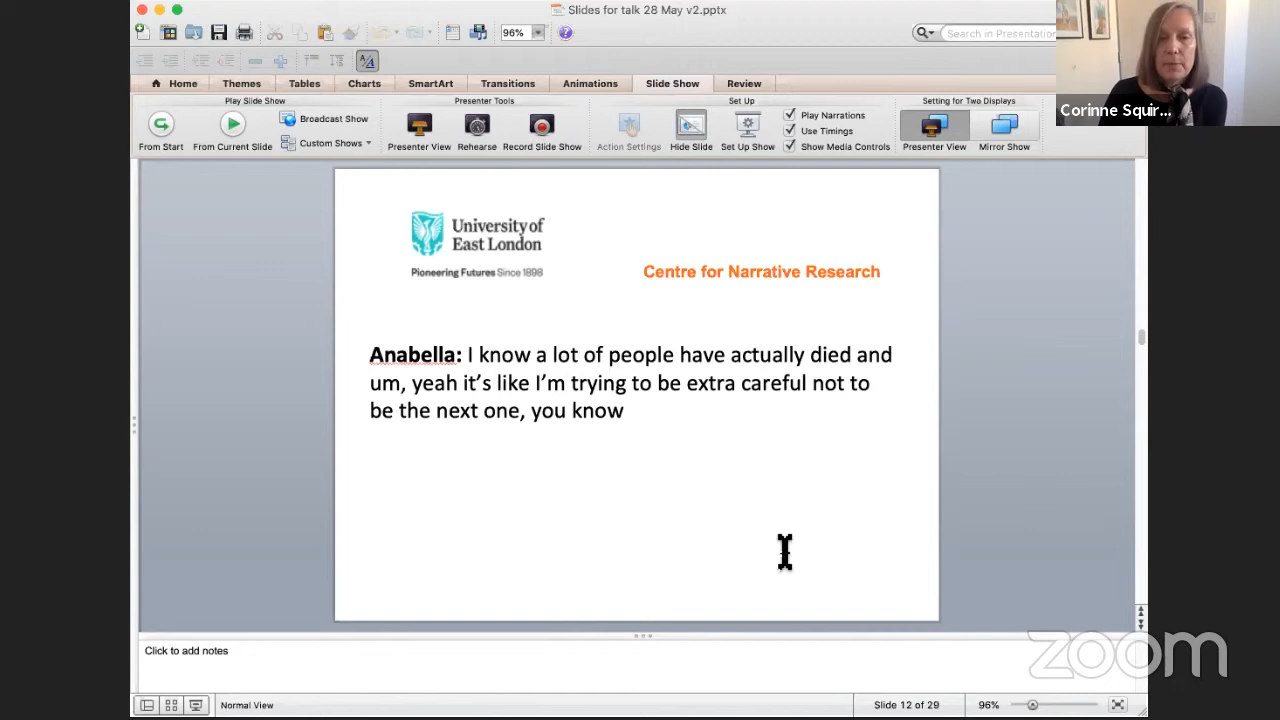 Slides for talk 28 May v2.pptx
96%
Search in Presentation
Home Themes Tables Charts SmartArt Transitions Animations Slide Show Review
Play Slide Show Presenter Tools Set Up Setting for Two Displays
From Start From Current Slide Broadcast Show Custom Shows Presenter View Rehearse Record Slide Show Action Settings Hide Slide Set Up Show Play Narrations Use Timings Show Media Controls Presenter View Mirror Show
Corinne Squir...
University of
East London
Pioneering Futures Since 1898
Centre for Narrative Research
Anabella: I know a lot of people have actually died and
um, yeah it's like I'm trying to be extra careful not to
be the next one, you know
Click to add notes
zoom
Normal View Slide 12 of 29 96%